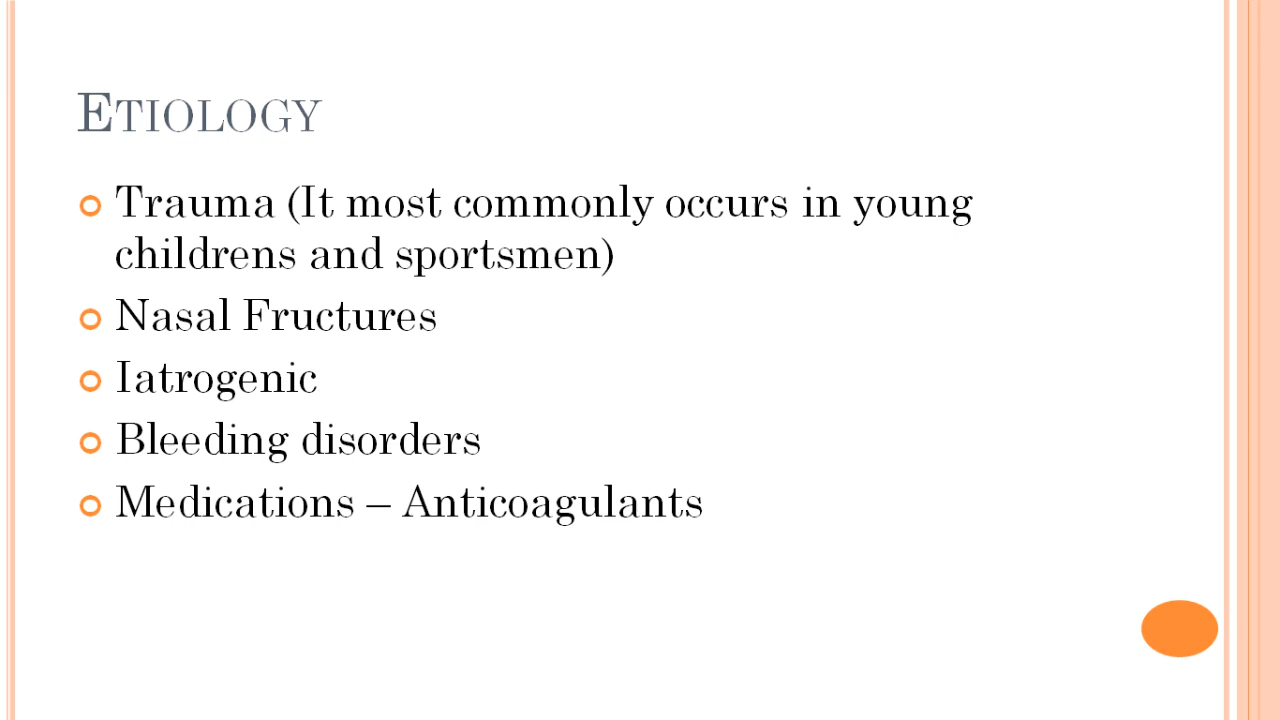 Etiology
Trauma (It most commonly occurs in young
childrens and sportsmen)
Nasal Fructures
Iatrogenic
Bleeding disorders
Medications – Anticoagulants